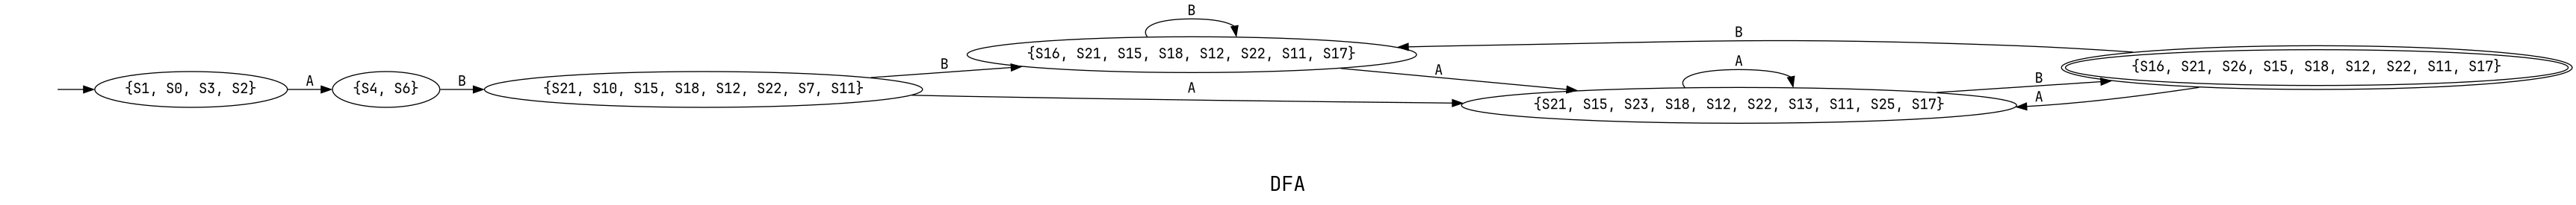 B
{S16, S21, S15, S18, S12, S22, S11, S17}
B
{S16, S21, S26, S15, S18, S12, S22, S11, S17}
{S1, S0, S3, S2}
A
{S4, S6}
B
{S21, S10, S15, S18, S12, S22, S7, S11}
B
A
A
A
{S21, S15, S23, S18, S12, S22, S13, S11, S25, S17}
B
A
DFA